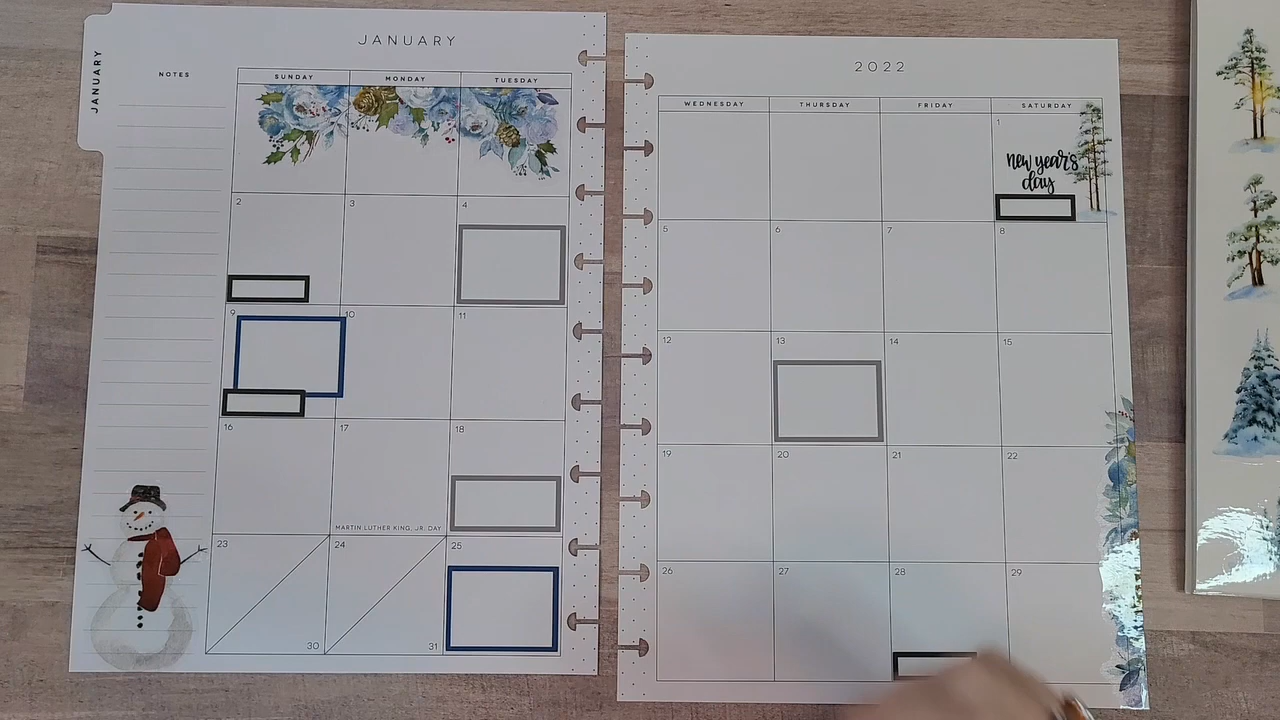 JANUARY
JANUARY
NOTES
SUNDAY MONDAY TUESDAY
2 3 4
9 10 11
16 17 18
MARTIN LUTHER KING, JR. DAY
23 24 25
30 31
2022
WEDNESDAY THURSDAY FRIDAY SATURDAY
1
new year's
day
5 6 7 8
12 13 14 15
19 20 21 22
26 27 28 29